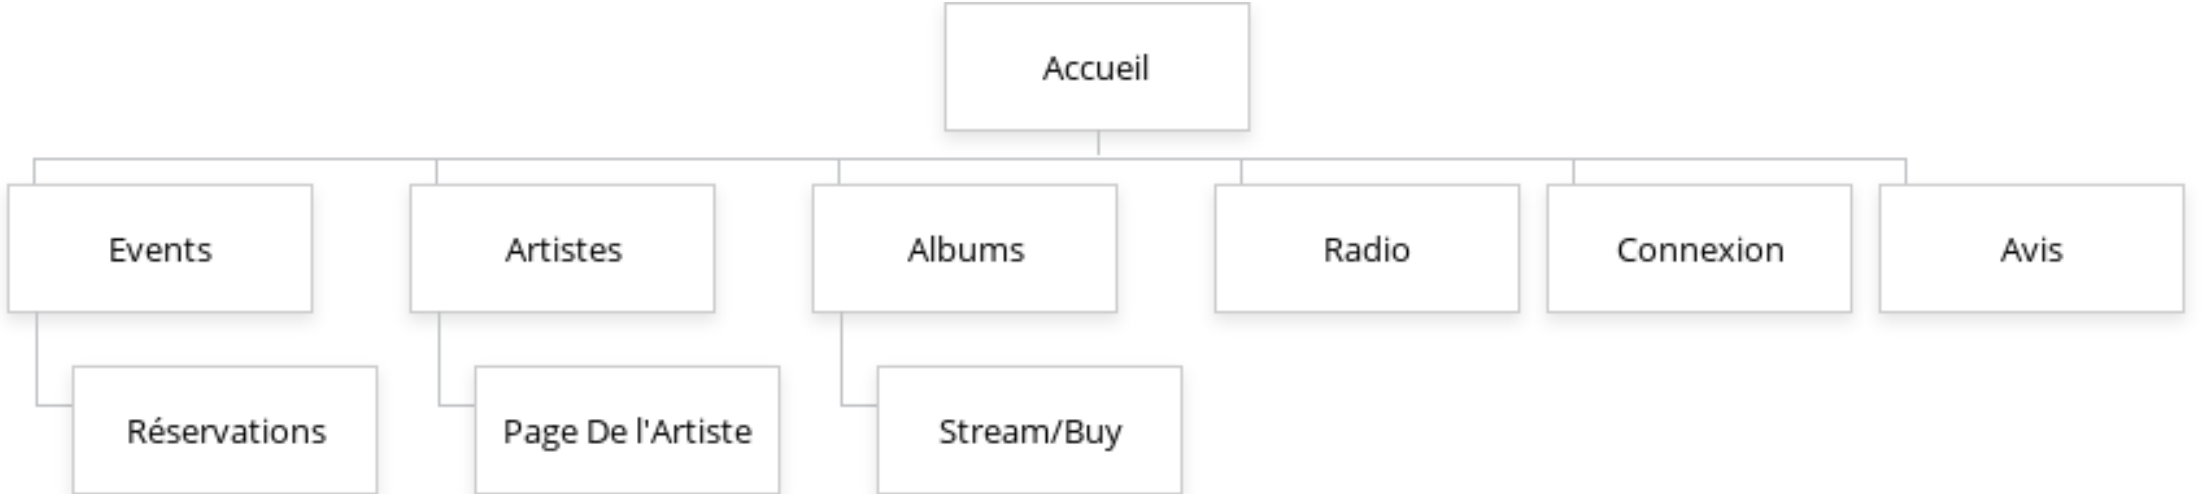 Accueil
Events
Artistes
Albums
Radio
Connexion
Avis
Réservations
Page De l'Artiste
Stream/Buy